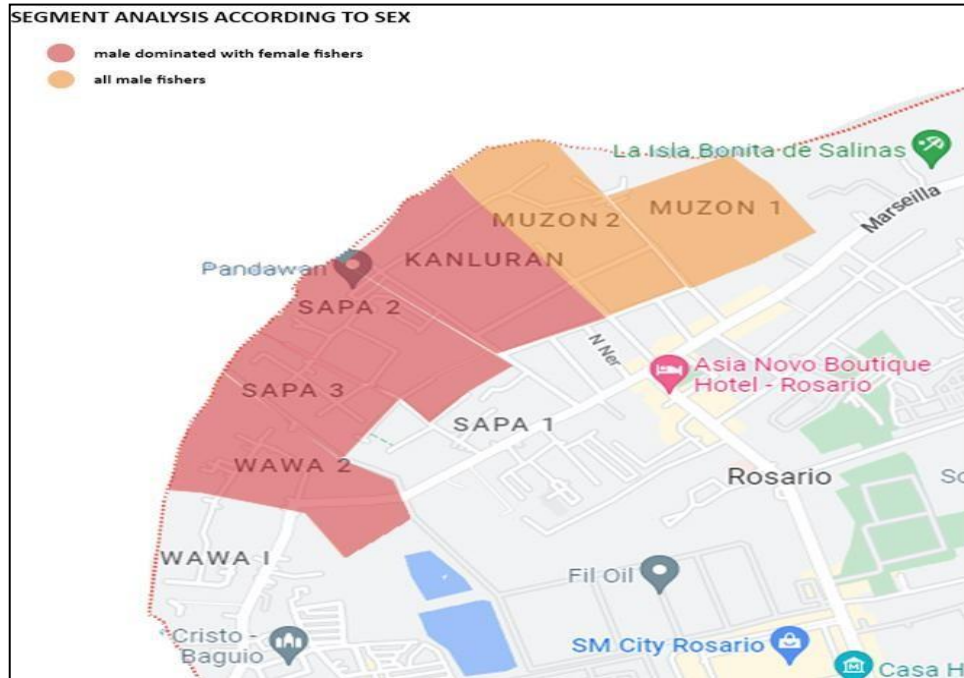 SEGMENT ANALYSIS ACCORDING TO SEX
male dominated with female fishers
all male fishers
La Isla Bonita de Salinas
Marseilla
MUZON 1
MUZON 2
KANLURAN
Pandawan
SAPA 2
N Ner
Asia Novo Boutique
Hotel - Rosario
SAPA 3
SAPA 1
WAWA 2
Rosario
So
WAWA I
Fil Oil
Cristo -
Baguio
SM City Rosario
Casa H